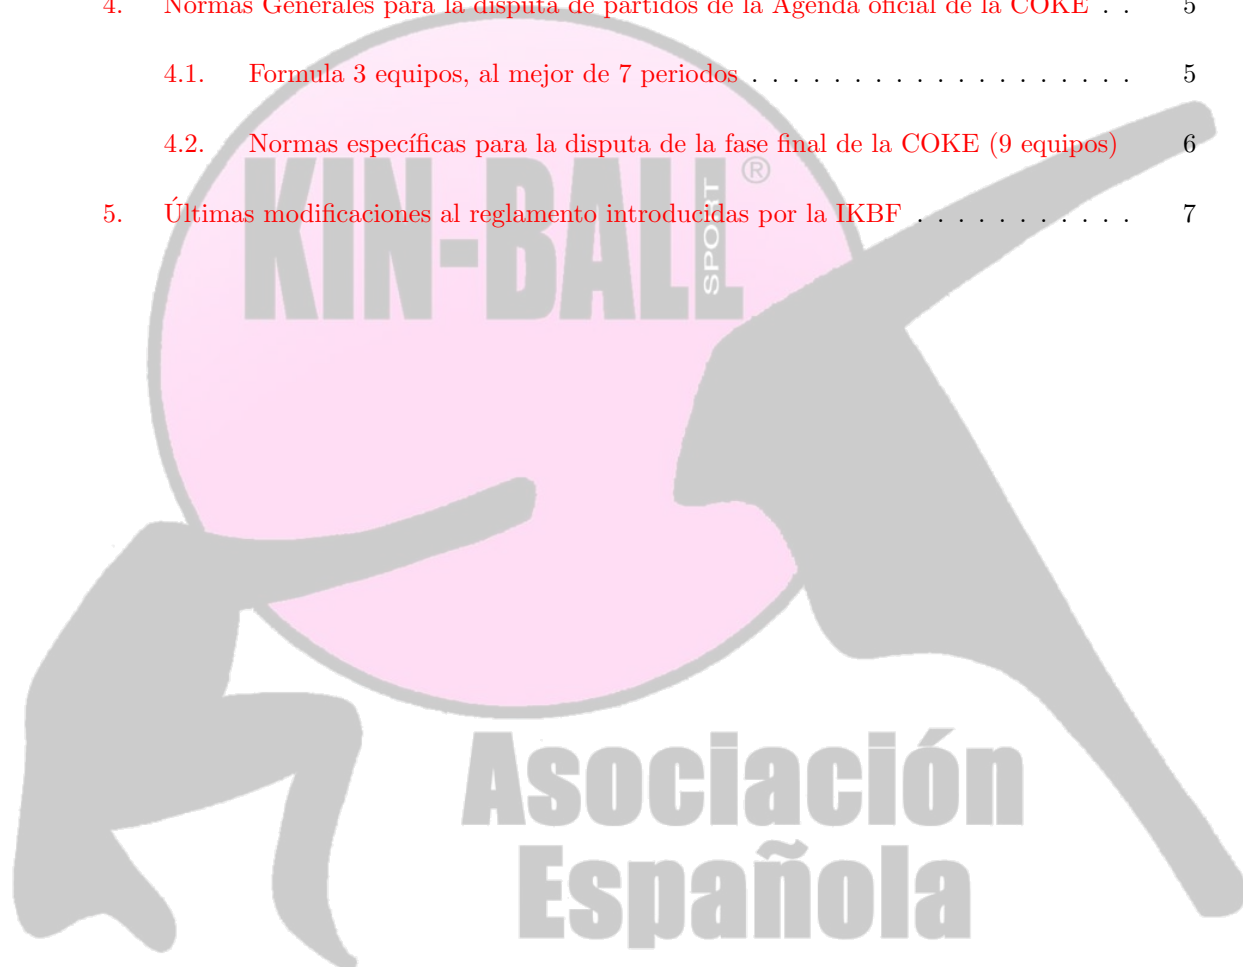 4. Normas Generales para la disputa de partidos de la Agenda oficial de la COKE . . 5
4.1. Formula 3 equipos, al mejor de 7 periodos . . . . . . . . . . . . . . . . . . . 5
4.2. Normas específicas para la disputa de la fase final de la COKE (9 equipos) 6
5. Últimas modificaciones al reglamento introducidas por la IKBF . . . . . . . . . . . 7
KIN-BALL SPORT ®
Asociación
Española